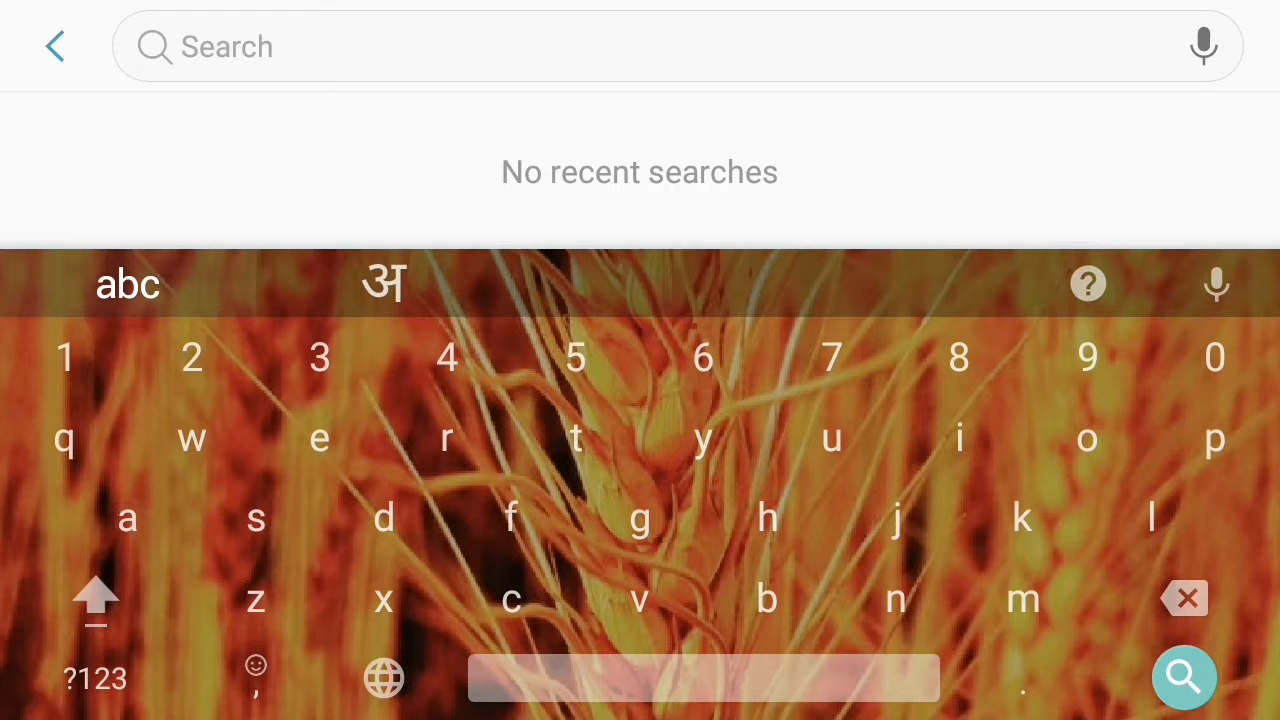 Search
No recent searches
abc अ
1 2 3 4 5 6 7 8 9 0
q w e r t y u i o p
a s d f g h j k l
z x c v b n m
?123 , .